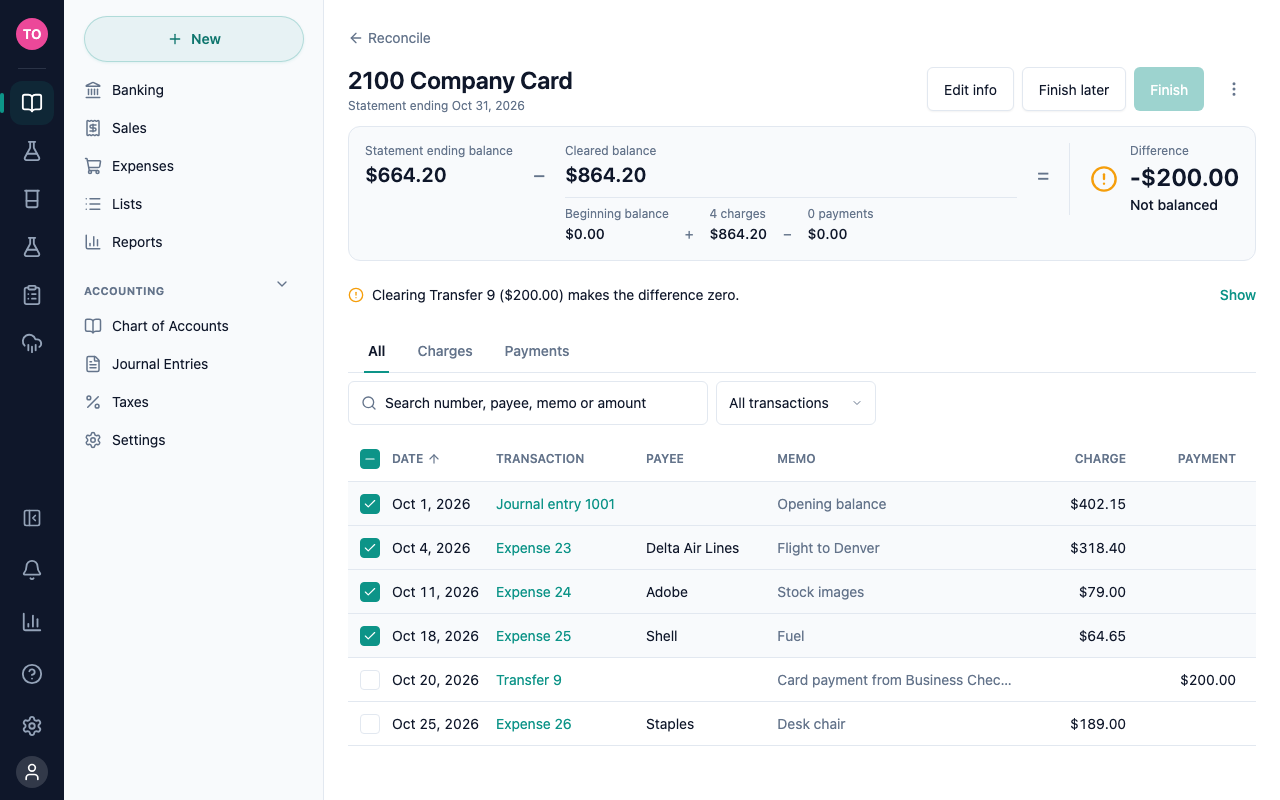 TO
New
Banking
Sales
Expenses
Lists
Reports
ACCOUNTING
Chart of Accounts
Journal Entries
Taxes
Settings
Reconcile
2100 Company Card
Statement ending Oct 31, 2026
Edit info
Finish later
Finish
Statement ending balance
$664.20
–
Cleared balance
$864.20
Beginning balance
$0.00
+
4 charges
$864.20
–
0 payments
$0.00
=
Difference
-$200.00
Not balanced
Clearing Transfer 9 ($200.00) makes the difference zero.
Show
All Charges Payments
Search number, payee, memo or amount
All transactions
DATE TRANSACTION PAYEE MEMO CHARGE PAYMENT
Oct 1, 2026 Journal entry 1001 Opening balance $402.15
Oct 4, 2026 Expense 23 Delta Air Lines Flight to Denver $318.40
Oct 11, 2026 Expense 24 Adobe Stock images $79.00
Oct 18, 2026 Expense 25 Shell Fuel $64.65
Oct 20, 2026 Transfer 9 Card payment from Business Chec... $200.00
Oct 25, 2026 Expense 26 Staples Desk chair $189.00